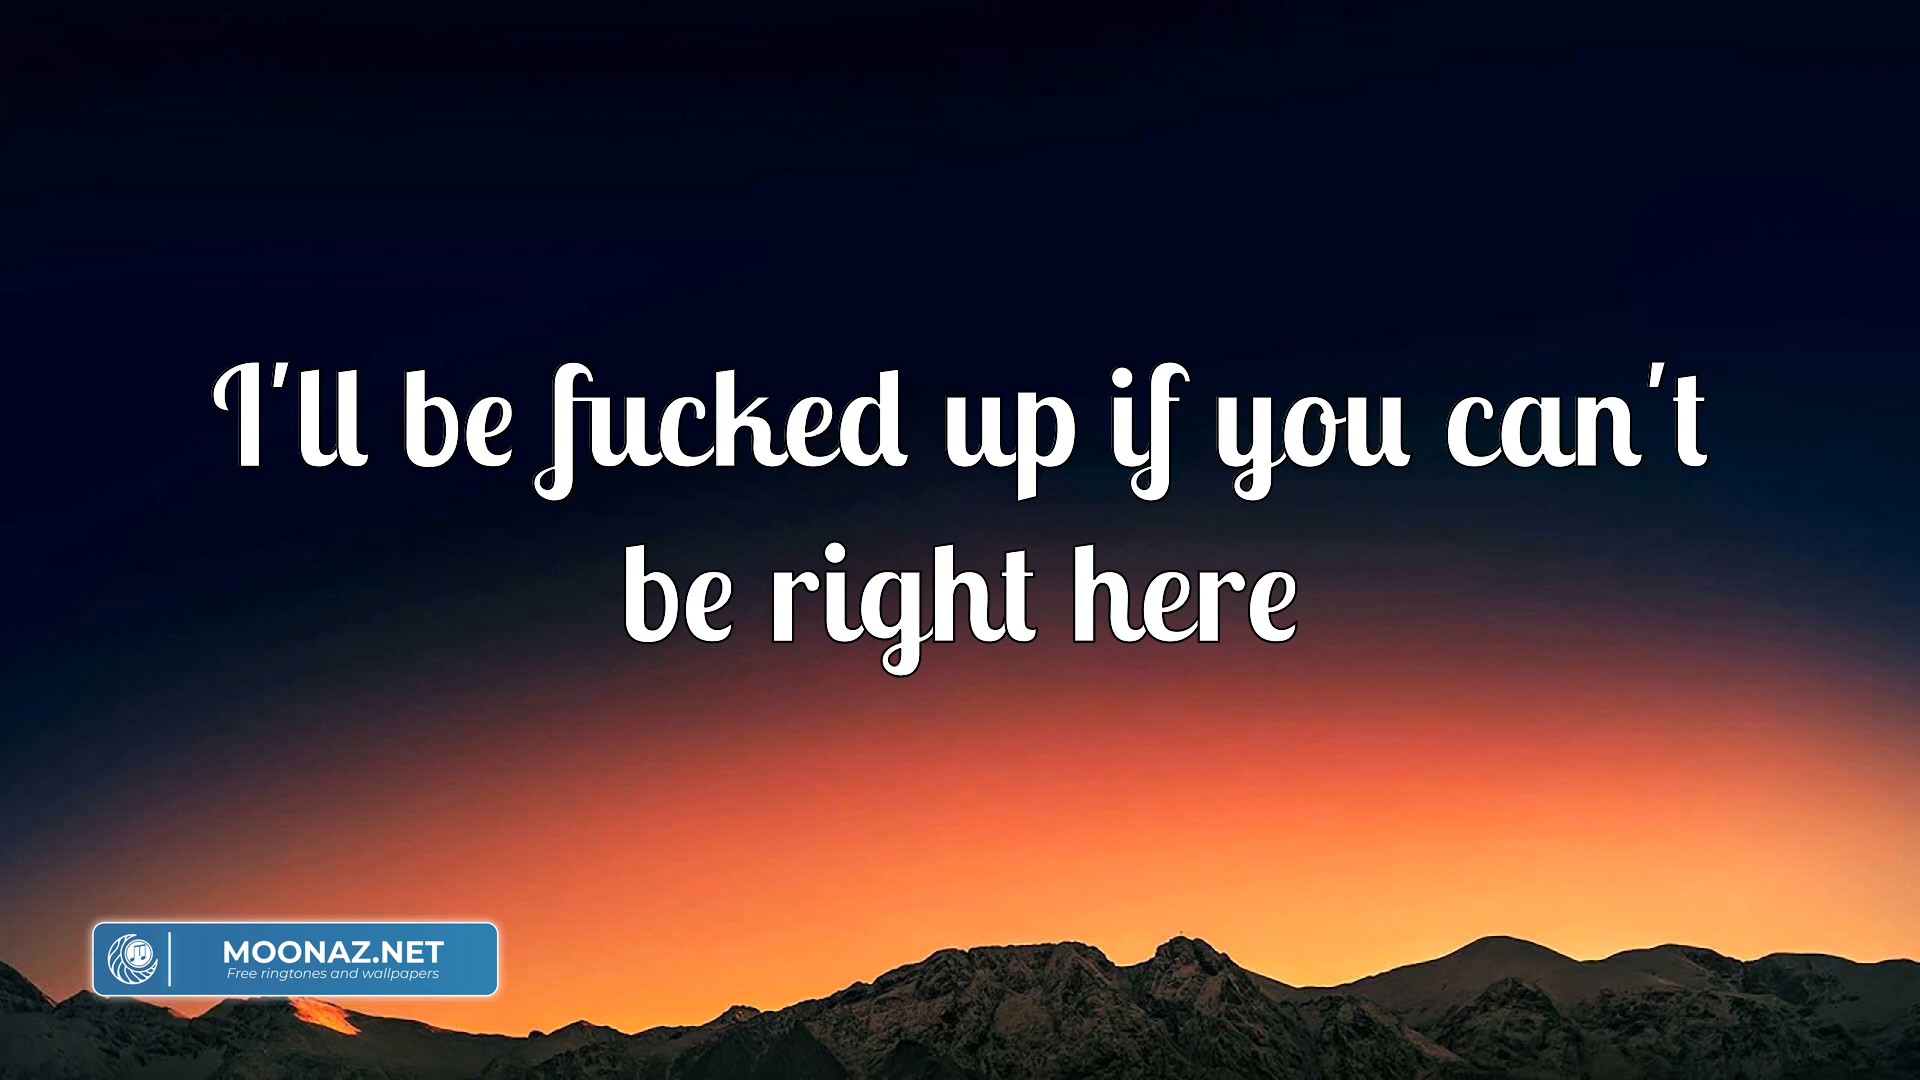 I'll be fucked up if you can't
be right here
MOONAZ.NET
Free ringtones and wallpapers